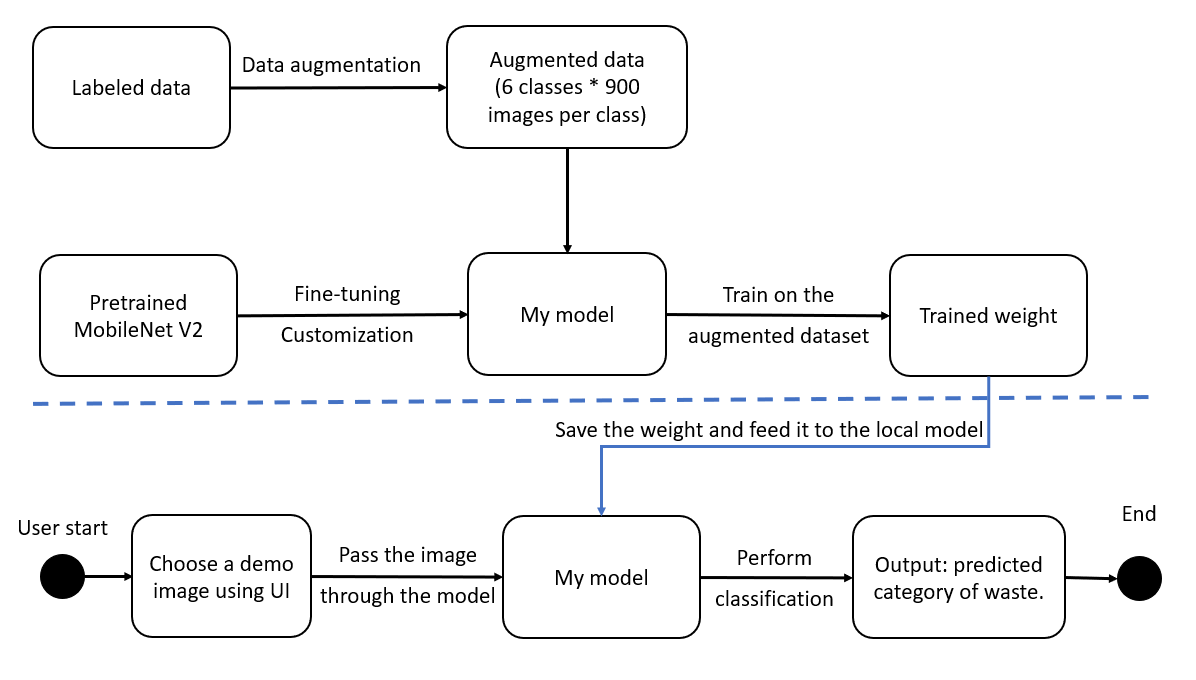 Labeled data
Data augmentation
Augmented data
(6 classes * 900
images per class)
Pretrained
MobileNet V2
Fine-tuning
Customization
My model
Train on the
augmented dataset
Trained weight
Save the weight and feed it to the local model
User start
Choose a demo
image using UI
Pass the image
through the model
My model
Perform
classification
Output: predicted
category of waste.
End